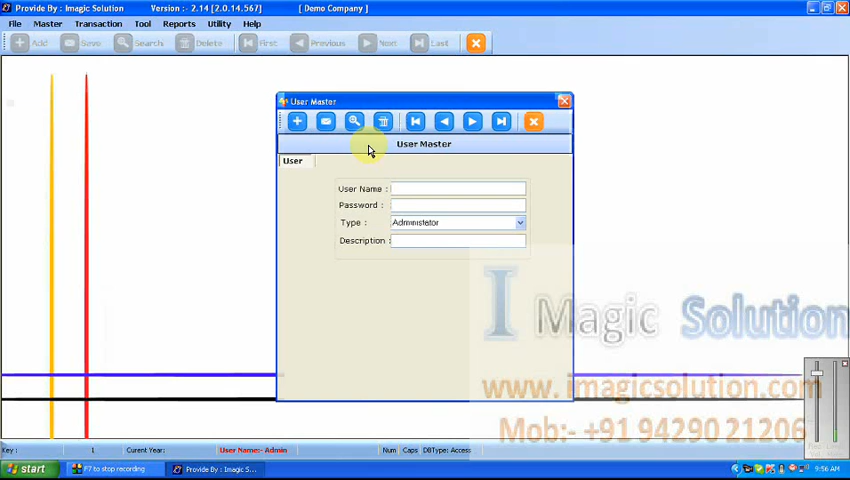 Provide By : Imagic Solution Version :- 2.14 [2.0.14.567] [ Demo Company ]
File Master Transaction Tool Reports Utility Help
Add Save Search Delete First Previous Next Last
User Master
User Master
User
User Name :
Password :
Type : Administetor
Description :
I Magic Solution
www.imagicsolution.com
Mob:- +91 94290 21206
Key : 1 Current Year: User Name:- Admin Num Caps DBType: Access
start F7 to stop recording Provide By : Imagic S... 9:56 AM